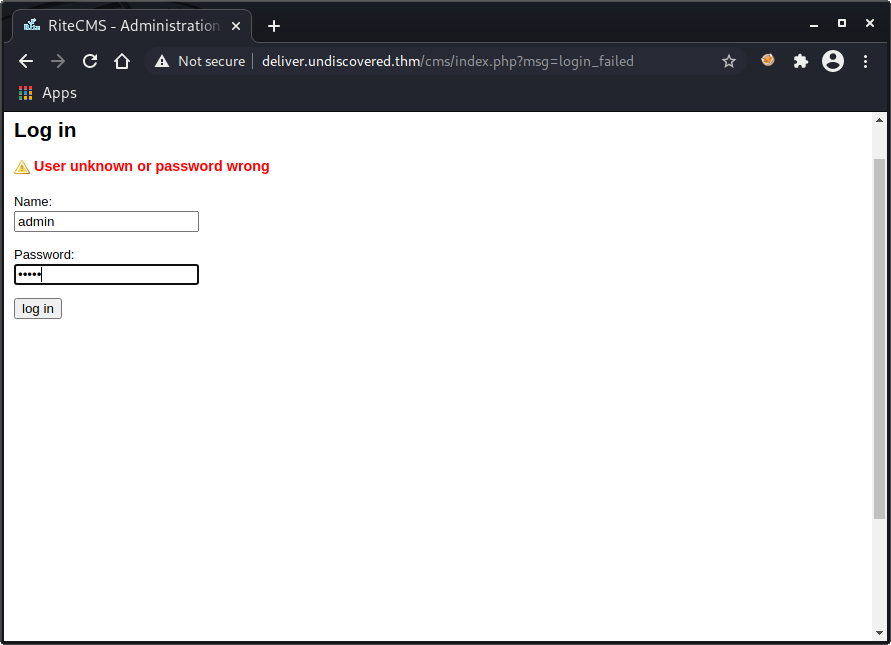 RiteCMS - Administration
Not secure deliver.undiscovered.thm/cms/index.php?msg=login_failed
Apps
Log in
User unknown or password wrong
Name:
admin
Password:
•••••
log in